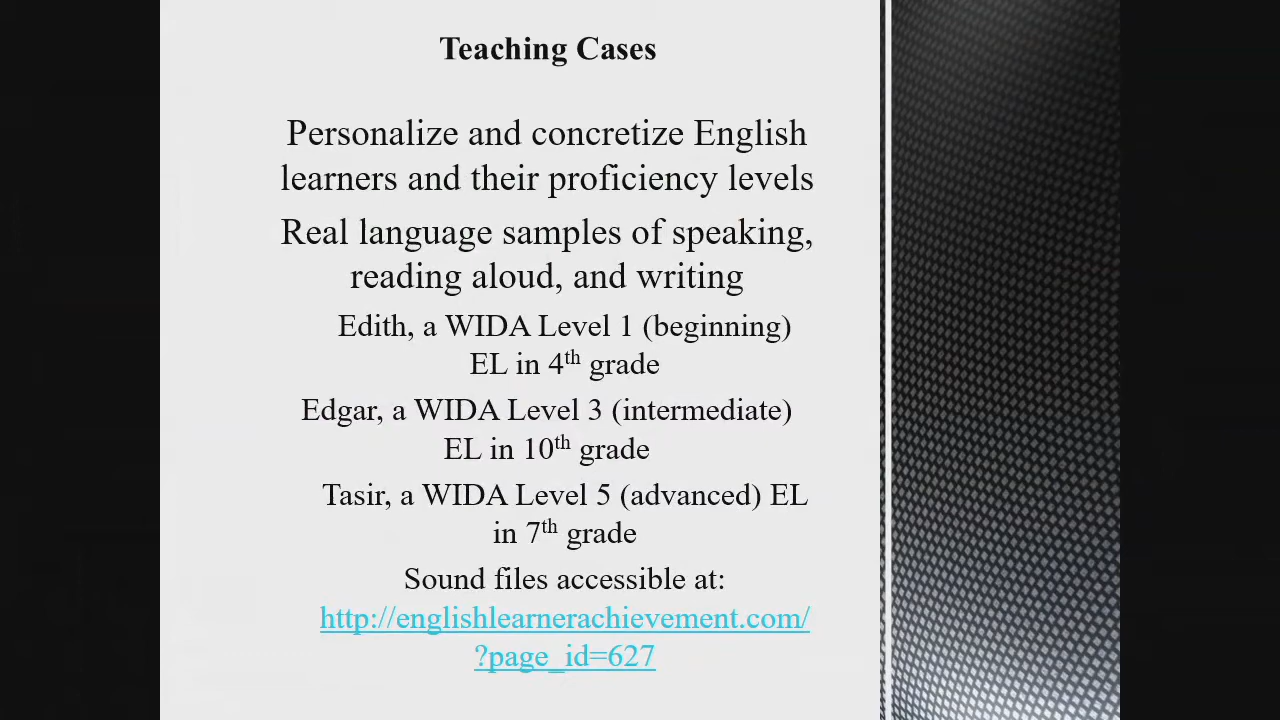 Teaching Cases
Personalize and concretize English
learners and their proficiency levels
Real language samples of speaking,
reading aloud, and writing
Edith, a WIDA Level 1 (beginning)
EL in 4th grade
Edgar, a WIDA Level 3 (intermediate)
EL in 10th grade
Tasir, a WIDA Level 5 (advanced) EL
in 7th grade
Sound files accessible at:
http://englishlearnerachievement.com/
?page_id=627